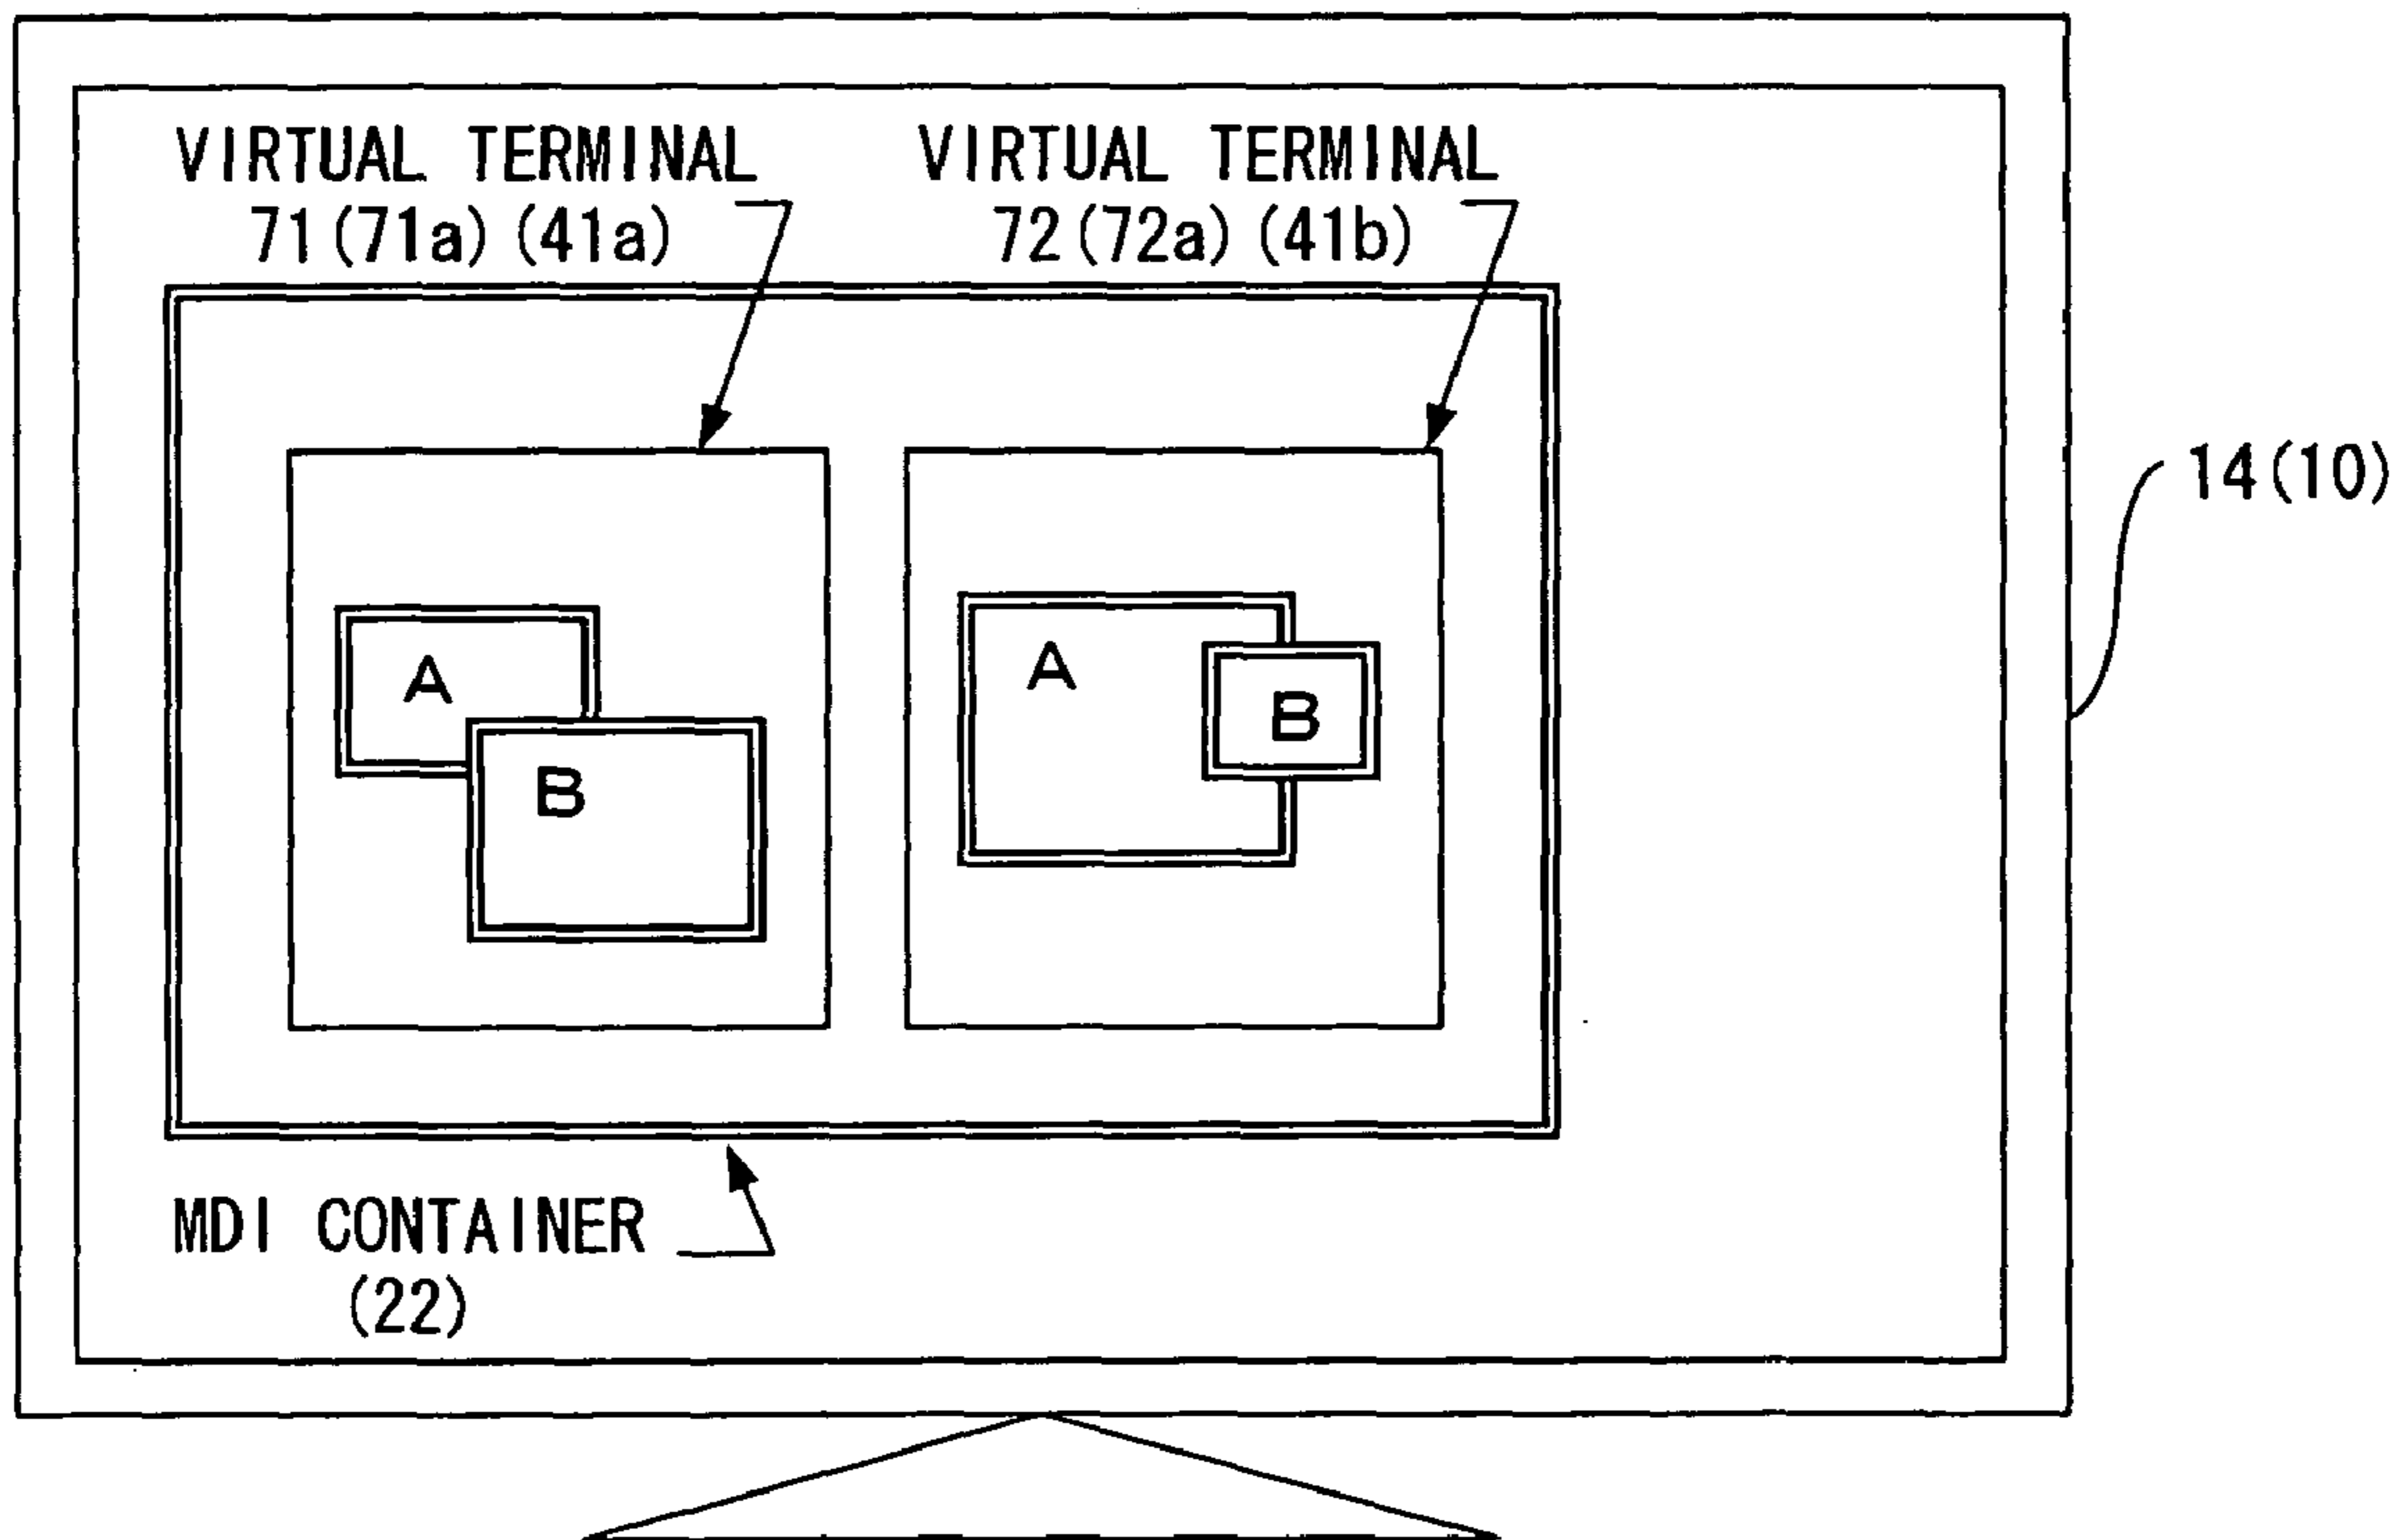 VIRTUAL TERMINAL
71(71a)(41a)
VIRTUAL TERMINAL
72(72a)(41b)
14(10)
A
B
A
B
MDI CONTAINER
(22)